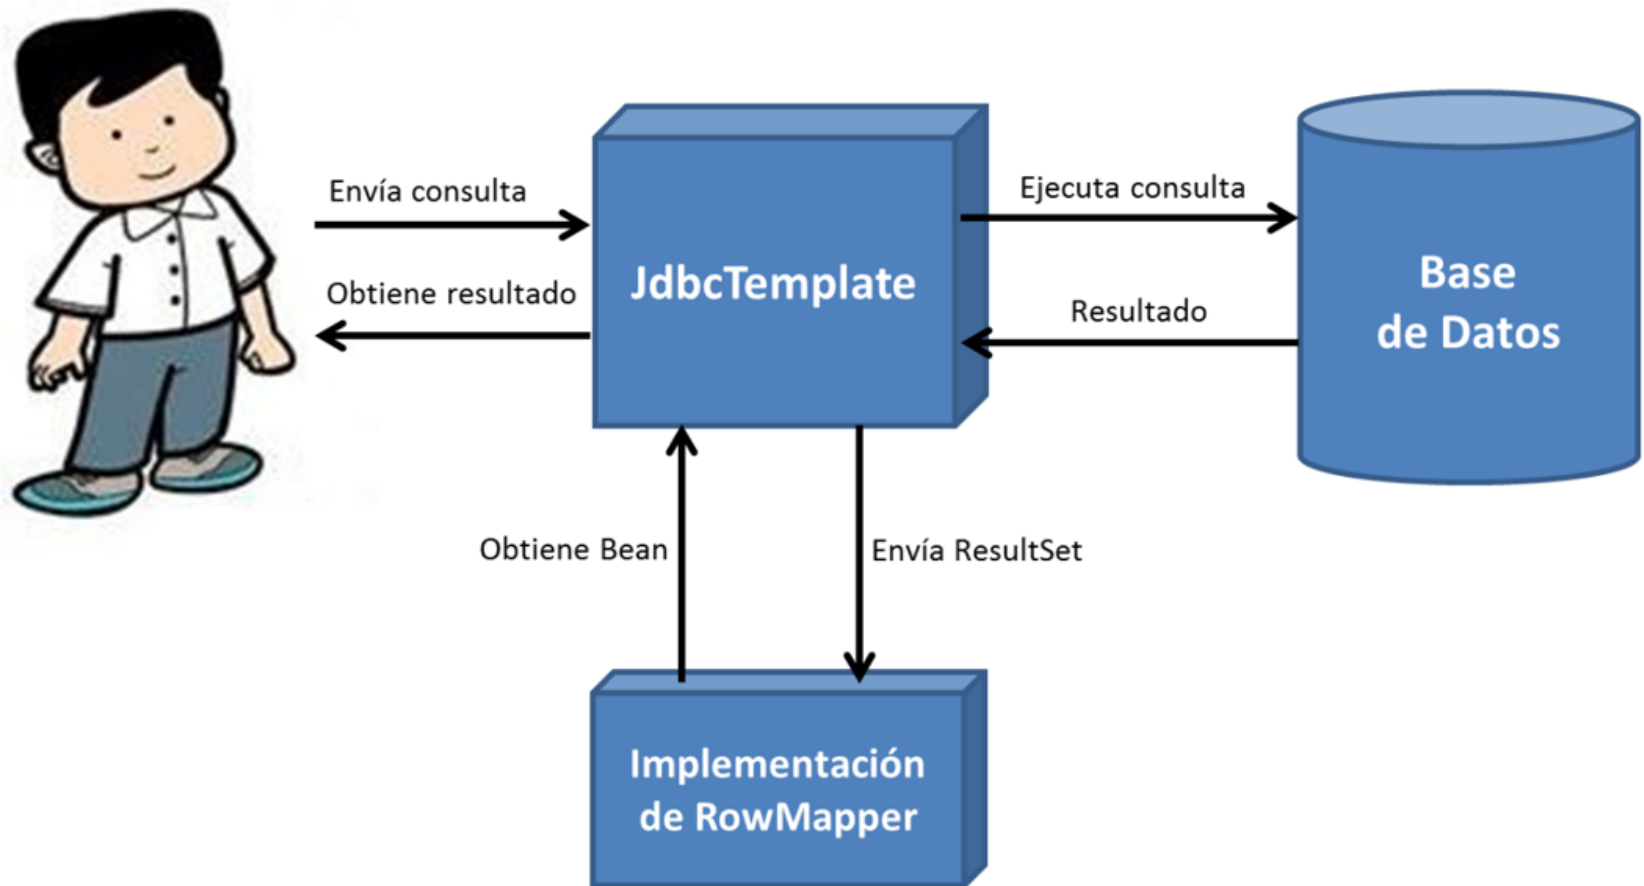 Envía consulta
Obtiene resultado
JdbcTemplate
Ejecuta consulta
Resultado
Base
de Datos
Obtiene Bean
Envía ResultSet
Implementación
de RowMapper